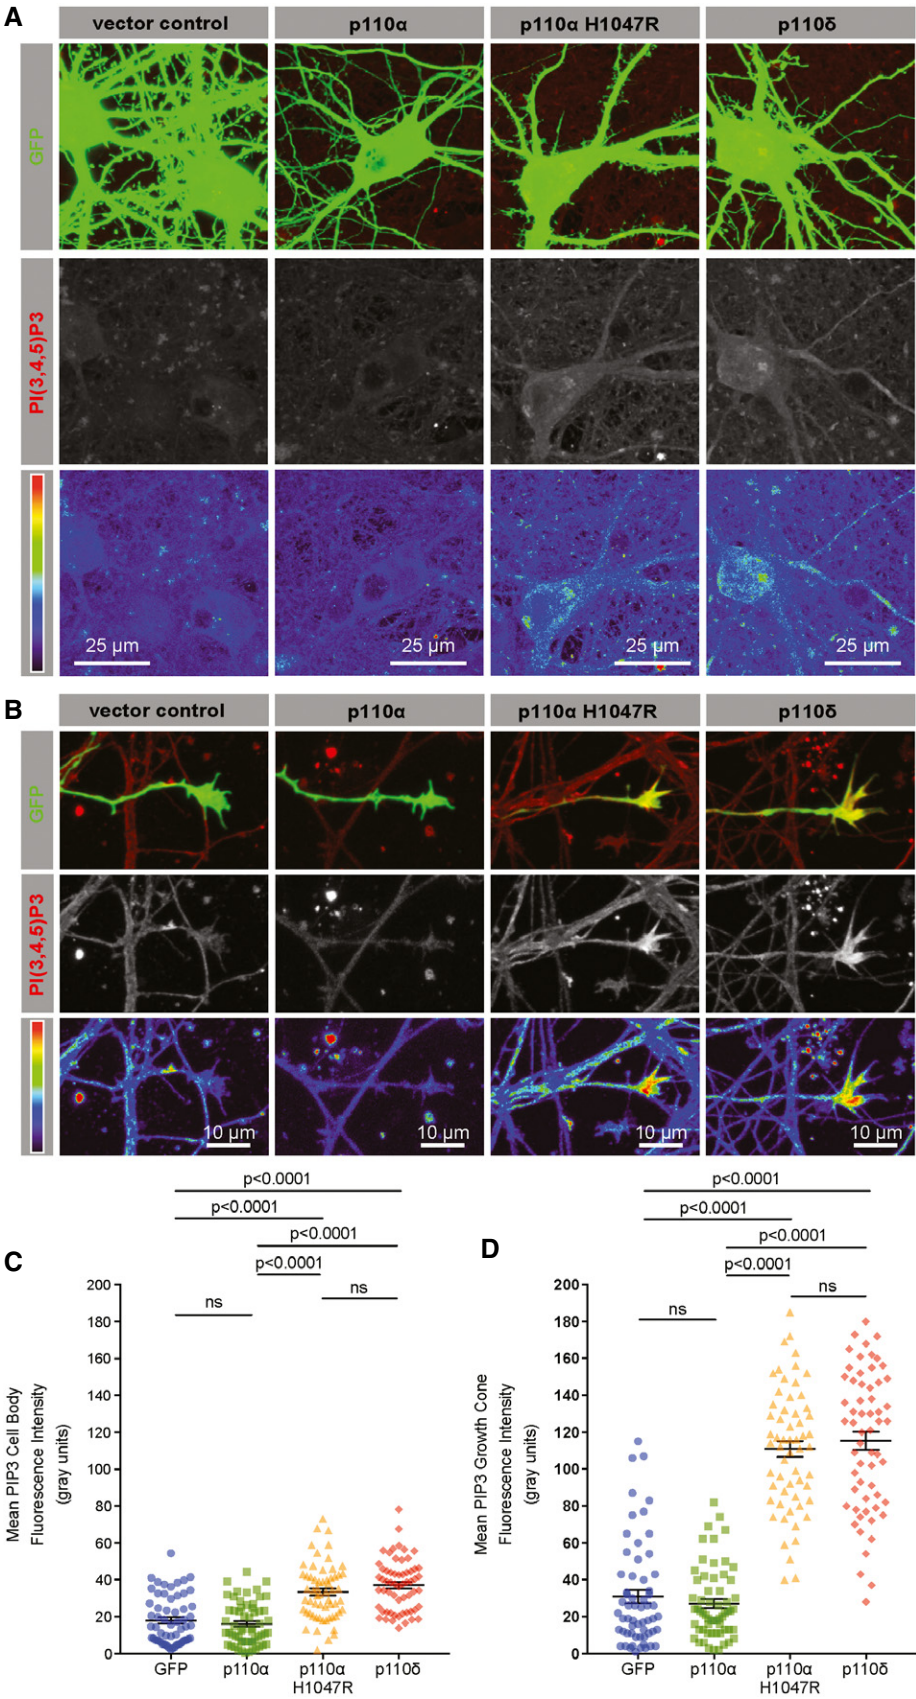 A
vector control
p110α
p110α H1047R
p110δ
GFP
PI(3,4,5)P3
25 µm
25 µm
25 µm
25 µm
B
vector control
p110α
p110α H1047R
p110δ
GFP
PI(3,4,5)P3
10 µm
10 µm
10 µm
10 µm
C
p<0.0001
p<0.0001
p<0.0001
p<0.0001
ns
ns
Mean PIP3 Cell Body
Fluorescence Intensity
(gray units)
200
180
160
140
120
100
80
60
40
20
0
GFP
p110α
p110α
H1047R
p110δ
D
p<0.0001
p<0.0001
p<0.0001
p<0.0001
ns
ns
Mean PIP3 Growth Cone
Fluorescence Intensity
(gray units)
200
180
160
140
120
100
80
60
40
20
0
GFP
p110α
p110α
H1047R
p110δ